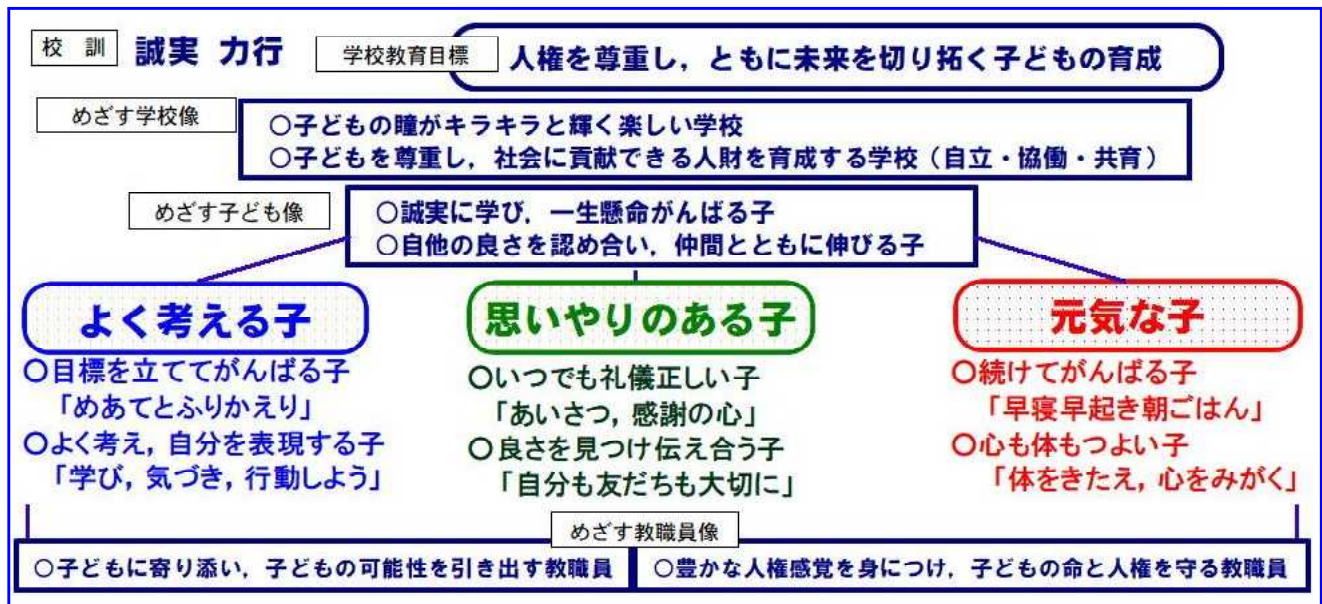 校 訓
誠実 力行
学校教育目標
人権を尊重し，ともに未来を切り拓く子どもの育成
めざす学校像
○子どもの瞳がキラキラと輝く楽しい学校
○子どもを尊重し，社会に貢献できる人財を育成する学校（自立・協働・共育）
めざす子ども像
○誠実に学び，一生懸命がんばる子
○自他の良さを認め合い，仲間とともに伸びる子
よく考える子
○目標を立ててがんばる子
「めあてとふりかえり」
○よく考え，自分を表現する子
「学び，気づき，行動しよう」
思いやりのある子
○いつでも礼儀正しい子
「あいさつ，感謝の心」
○良さを見つけ伝え合う子
「自分も友だちも大切に」
元気な子
○続けてがんばる子
「早寝早起き朝ごはん」
○心も体もつよい子
「体をきたえ，心をみがく」
めざす教職員像
○子どもに寄り添い，子どもの可能性を引き出す教職員
○豊かな人権感覚を身につけ，子どもの命と人権を守る教職員